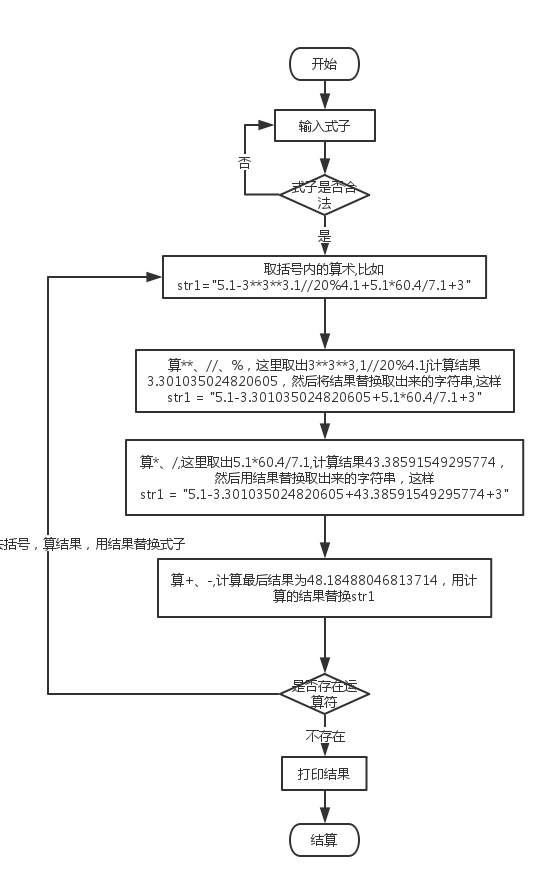 开始
输入式子
否
式子是否合
法
是
取括号内的算术,比如
str1="5.1-3**3**3.1//20%4.1+5.1*60.4/7.1+3"
算**、//、%，这里取出3**3**3,1//20%4.1j计算结果
3.301035024820605，然后将结果替换取出来的字符串,这样
str1 = "5.1-3.301035024820605+5.1*60.4/7.1+3"
算*、/,这里取出5.1*60.4/7.1,计算结果43.38591549295774，
然后用结果替换取出来的字符串，这样
str1 = "5.1-3.301035024820605+43.38591549295774+3"
括号，算结果，用结果替换式子
算+、-,计算最后结果为48.18488046813714，用计
算的结果替换str1
是否存在运
算符
不存在
打印结果
结算